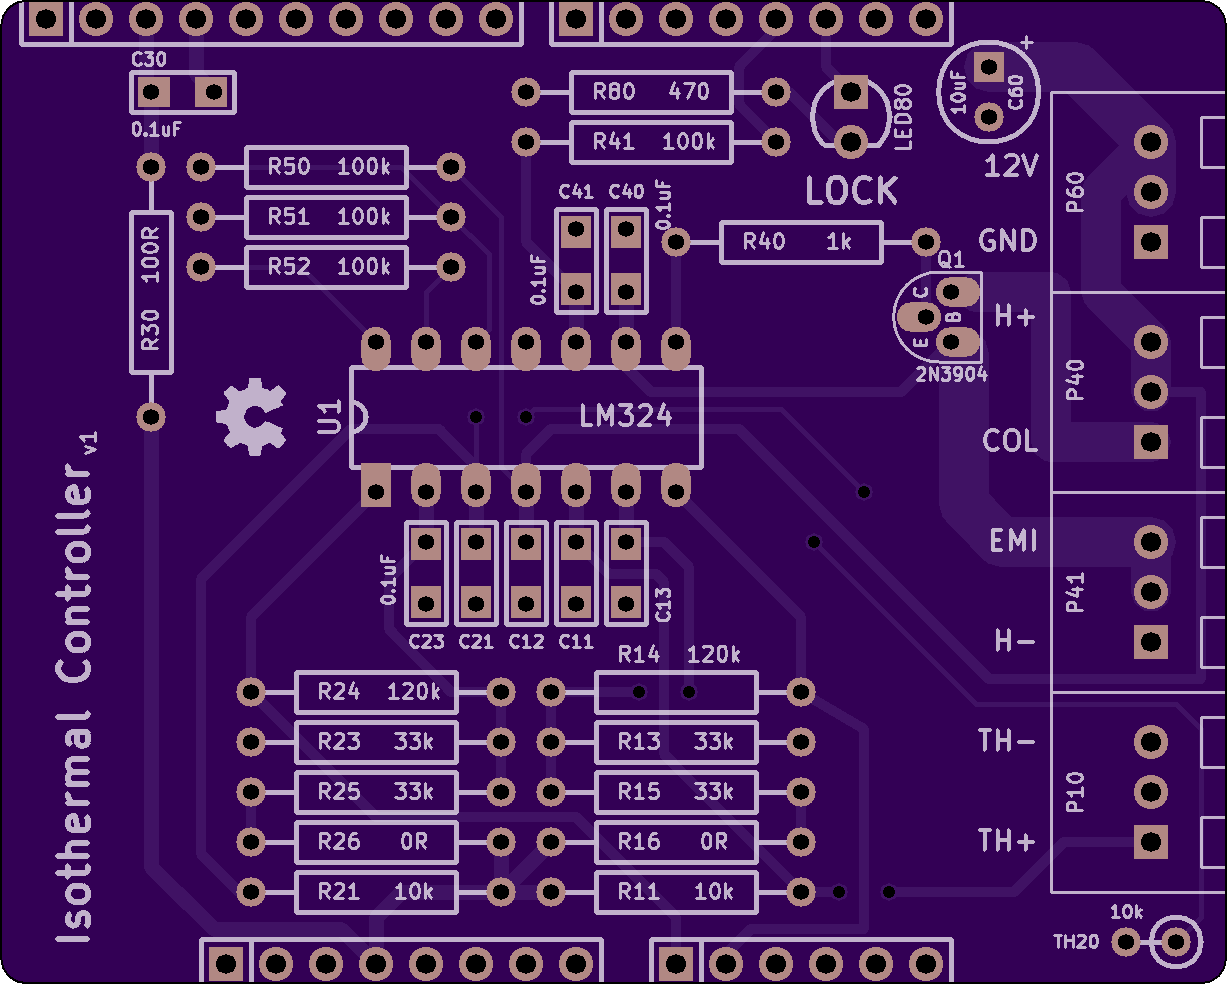 C30
0.1uF
R80 470
R41 100k
LED80
LOCK
+
10uF
C60
12V
GND
P60
R50 100k
R51 100k
R52 100k
R30 100R
C41
C40
0.1uF
0.1uF
R40 1k
Q1
C
B
E
2N3904
H+
P40
COL
U1
LM324
EMI
P41
H-
0.1uF
C23
C21
C12
C11
C13
R14 120k
R24 120k
R23 33k
R13 33k
R25 33k
R15 33k
R26 0R
R16 0R
R21 10k
R11 10k
TH-
P10
TH+
10k
TH20
Isothermal Controller v1